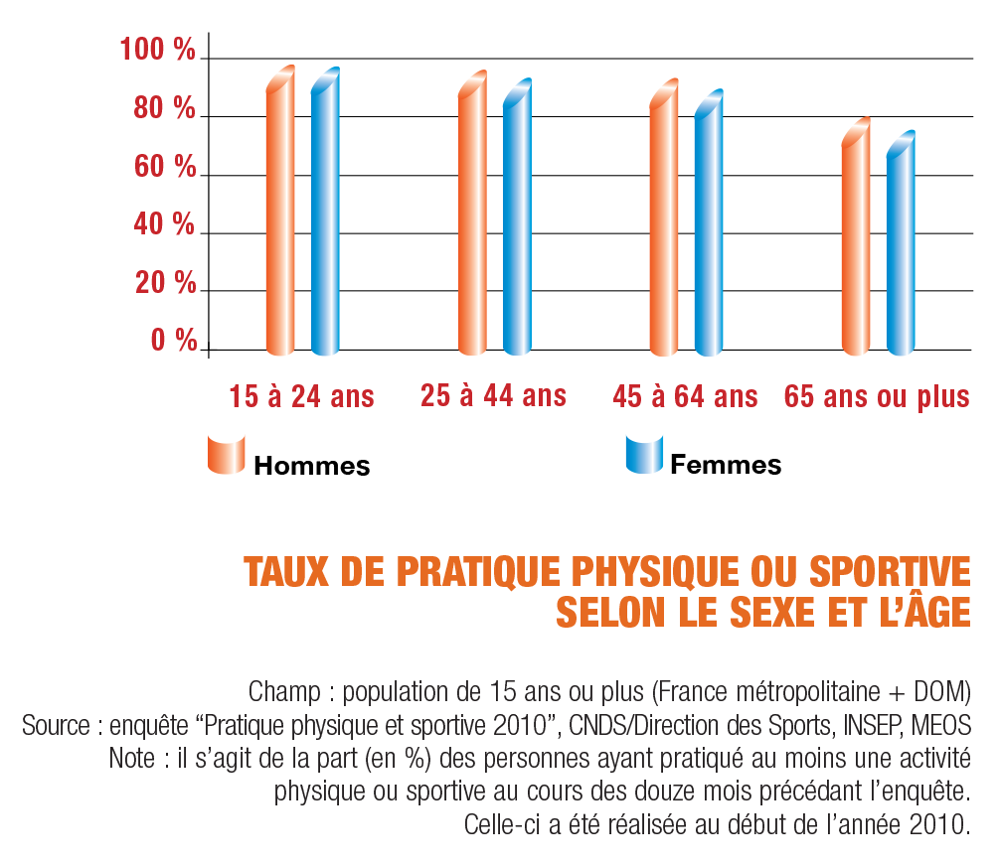 100 %
80 %
60 %
40 %
20 %
0 %
15 à 24 ans
25 à 44 ans
45 à 64 ans
65 ans ou plus
Hommes
Femmes
TAUX DE PRATIQUE PHYSIQUE OU SPORTIVE
SELON LE SEXE ET L’ÂGE
Champ : population de 15 ans ou plus (France métropolitaine + DOM)
Source : enquête “Pratique physique et sportive 2010”, CNDS/Direction des Sports, INSEP, MEOS
Note : il s’agit de la part (en %) des personnes ayant pratiqué au moins une activité
physique ou sportive au cours des douze mois précédant l’enquête.
Celle-ci a été réalisée au début de l’année 2010.